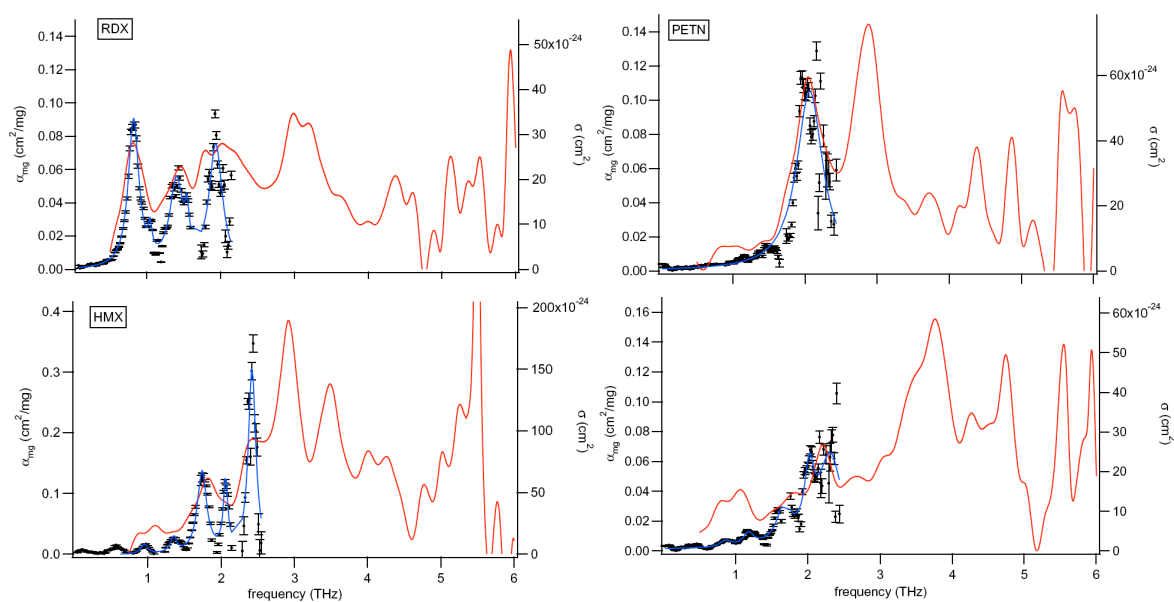 RDX
α_mg (cm²/mg)
0.14
0.12
0.10
0.08
0.06
0.04
0.02
0.00
50x10⁻²⁴
40
30
20
10
0
σ (cm²)
1 2 3 4 5 6
PETN
α_mg (cm²/mg)
0.14
0.12
0.10
0.08
0.06
0.04
0.02
0.00
60x10⁻²⁴
40
20
0
σ (cm²)
1 2 3 4 5 6
HMX
α_mg (cm²/mg)
0.4
0.3
0.2
0.1
0.0
200x10⁻²⁴
150
100
50
0
σ (cm²)
1 2 3 4 5 6
frequency (THz)
α_mg (cm²/mg)
0.16
0.14
0.12
0.10
0.08
0.06
0.04
0.02
0.00
60x10⁻²⁴
50
40
30
20
10
0
σ (cm²)
1 2 3 4 5 6
frequency (THz)